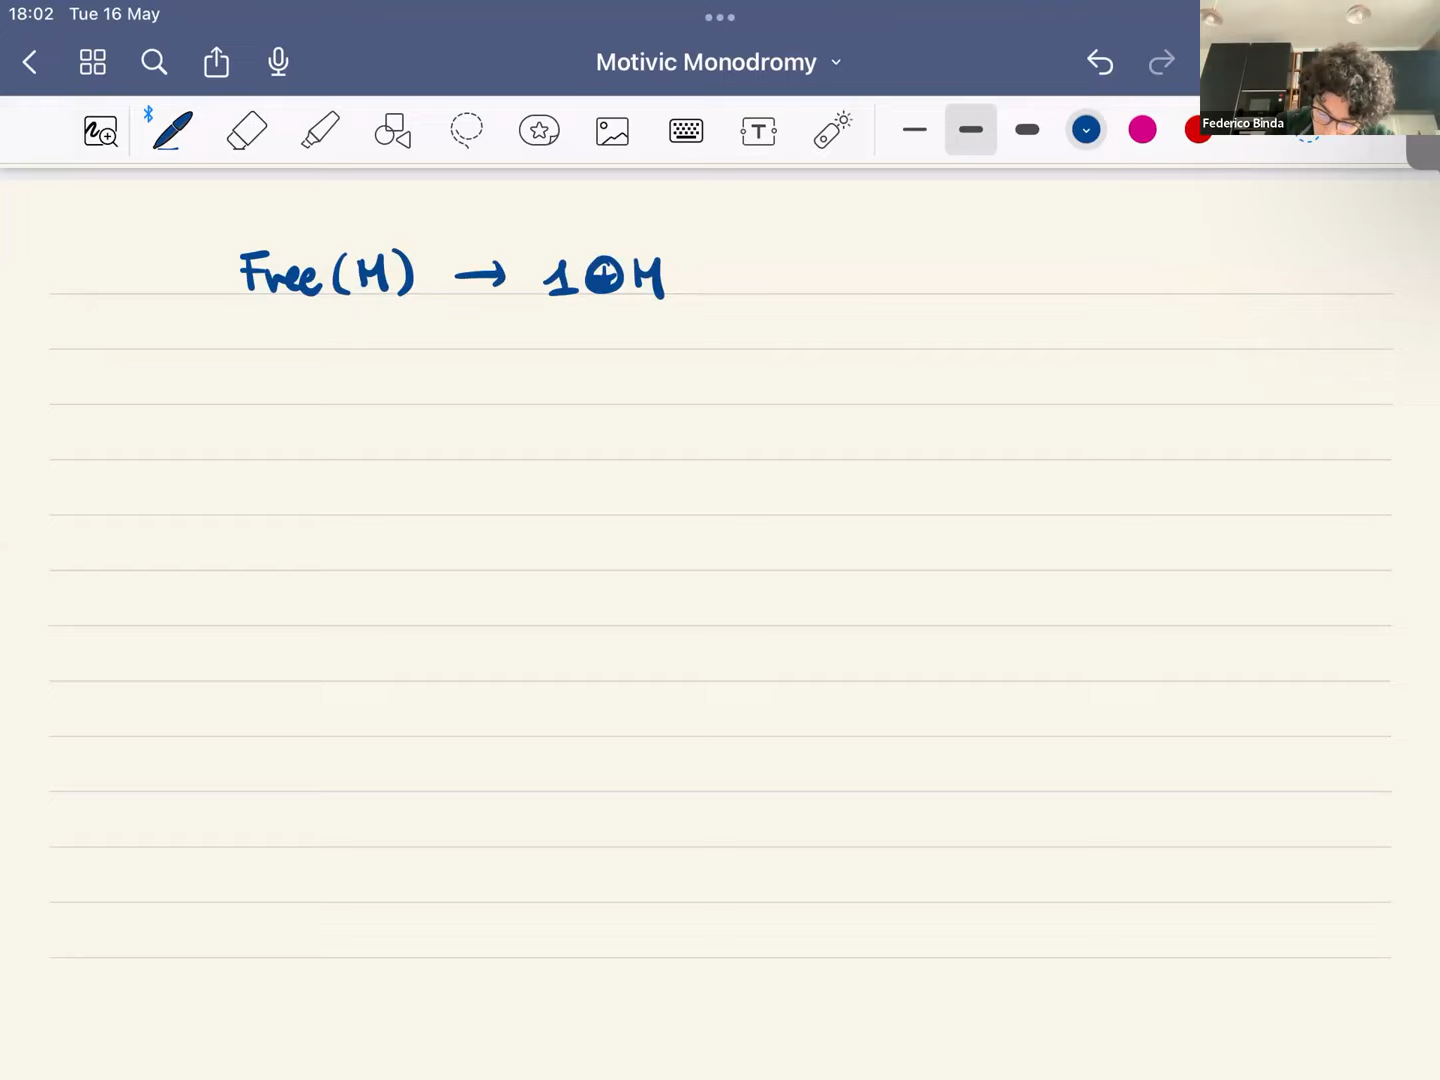 18:02 Tue 16 May
Motivic Monodromy
T
Federico Binda
Free(M) → 1⊕M